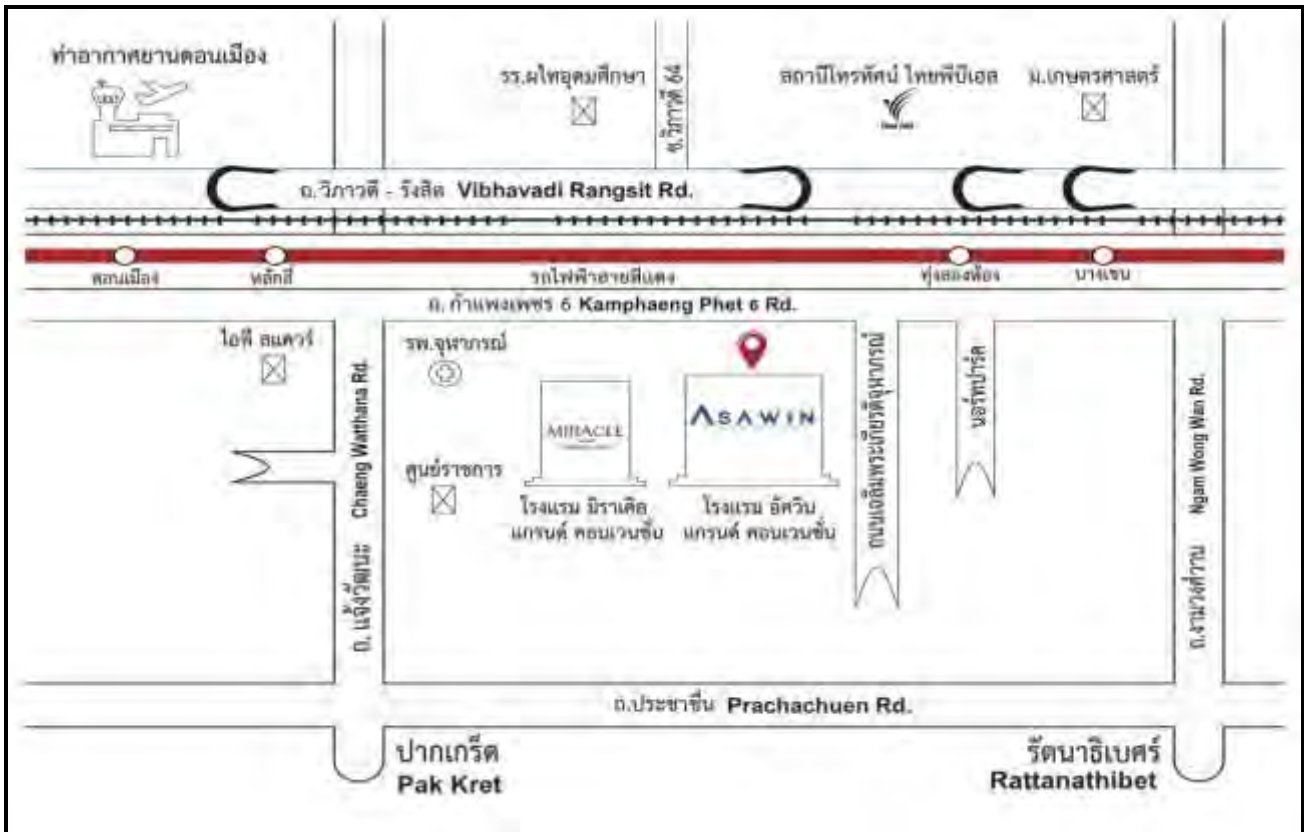 ท่าอากาศยานดอนเมือง
รร.ผไทอุดมศึกษา
ซ.วิภาวดี 64
สถานีโทรทัศน์ ไทยพีบีเอส
ม.เกษตรศาสตร์
ถ.วิภาวดี - รังสิต Vibhavadi Rangsit Rd.
ดอนเมือง
หลักสี่
รถไฟฟ้าสายสีแดง
ทุ่งสองห้อง
บางเขน
ถ. กำแพงเพชร 6 Kamphaeng Phet 6 Rd.
ไอที สแควร์
ถ. แจ้งวัฒนะ Chaeng Watthana Rd.
รพ.จุฬาภรณ์
ศูนย์ราชการ
MIRACLE
โรงแรม มิราเคิล
แกรนด์ คอนเวนชั่น
ASAWIN
โรงแรม อัศวิน
แกรนด์ คอนเวนชั่น
ถนนเฉลิมพระเกียรติจุฬาภรณ์
นอร์ทปาร์ค
ถ.งามวงศ์วาน Ngam Wong Wan Rd.
ถ.ประชาชื่น Prachachuen Rd.
ปากเกร็ด
Pak Kret
รัตนาธิเบศร์
Rattanathibet